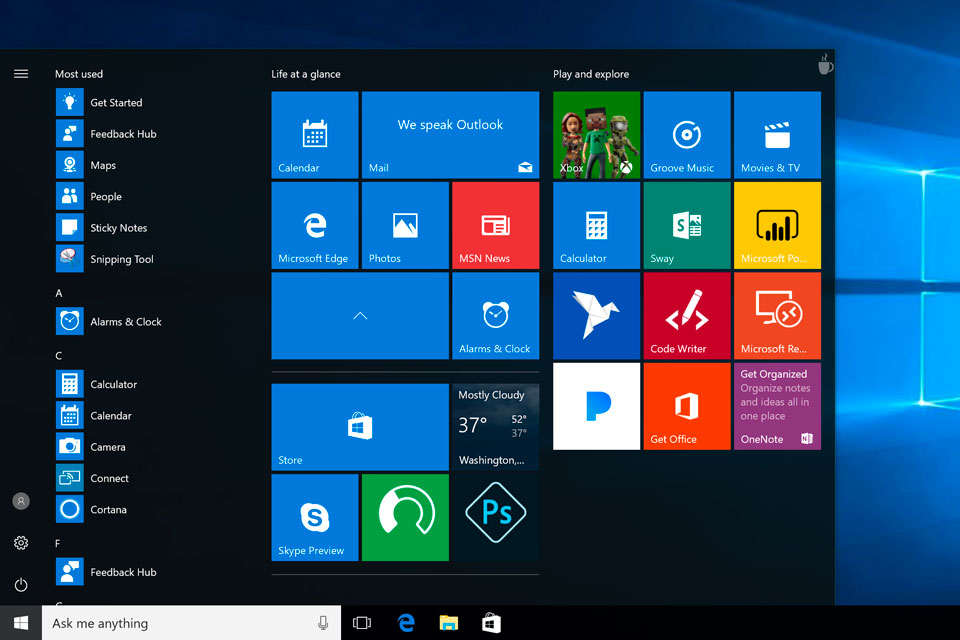 Most used
Get Started
Feedback Hub
Maps
People
Sticky Notes
Snipping Tool
A
Alarms & Clock
C
Calculator
Calendar
Camera
Connect
Cortana
F
Feedback Hub
Life at a glance
Calendar
We speak Outlook
Mail
Microsoft Edge
Photos
MSN News
Alarms & Clock
Store
Mostly Cloudy
37°
52°
37°
Washington,...
Skype Preview
Ps
Play and explore
Xbox
Groove Music
Movies & TV
Calculator
S
Sway
Microsoft Po...
Code Writer
Microsoft Re...
P
Get Office
Get Organized
Organize notes
and ideas all in
one place
OneNote
Ask me anything